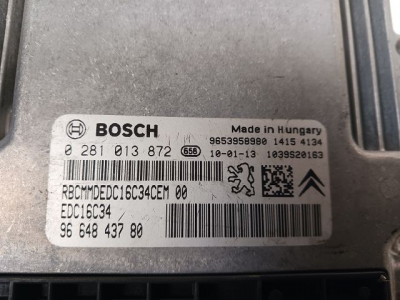 BOSCH
Made in Hungary
0 281 013 872 656
9653958980 1415 4134
10-01-13 1039S20163
RBCMMDEDC16C34CEM 00
EDC16C34
96 648 437 80